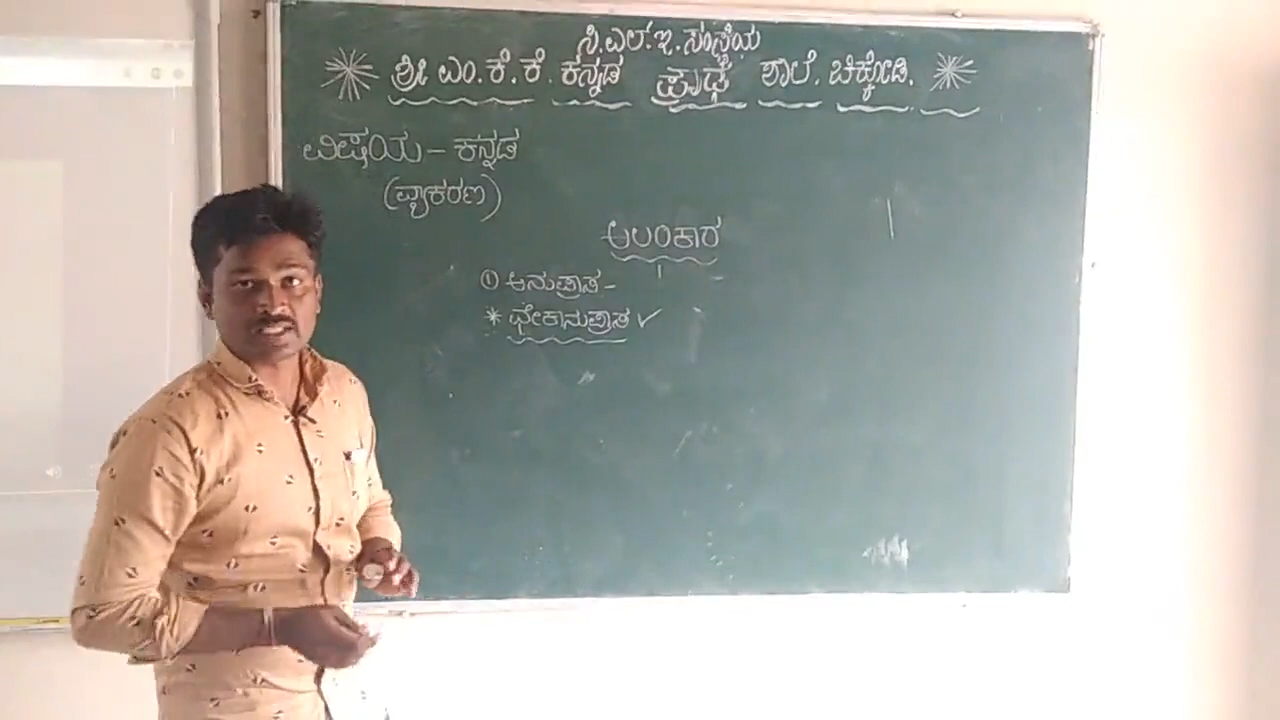 ಸಿ.ಎಲ್.ಇ.ಸಂಸ್ಥೆಯ
ಶ್ರೀ ಎಂ.ಕೆ.ಕೆ. ಕನ್ನಡ ಪ್ರೌಢ ಶಾಲೆ. ಚಿಕ್ಕೋಡಿ.
ವಿಷಯ – ಕನ್ನಡ
(ವ್ಯಾಕರಣ)
ಅಲಂಕಾರ
① ಅನುಪ್ರಾಸ –
* ಛೇಕಾನುಪ್ರಾಸ ✓